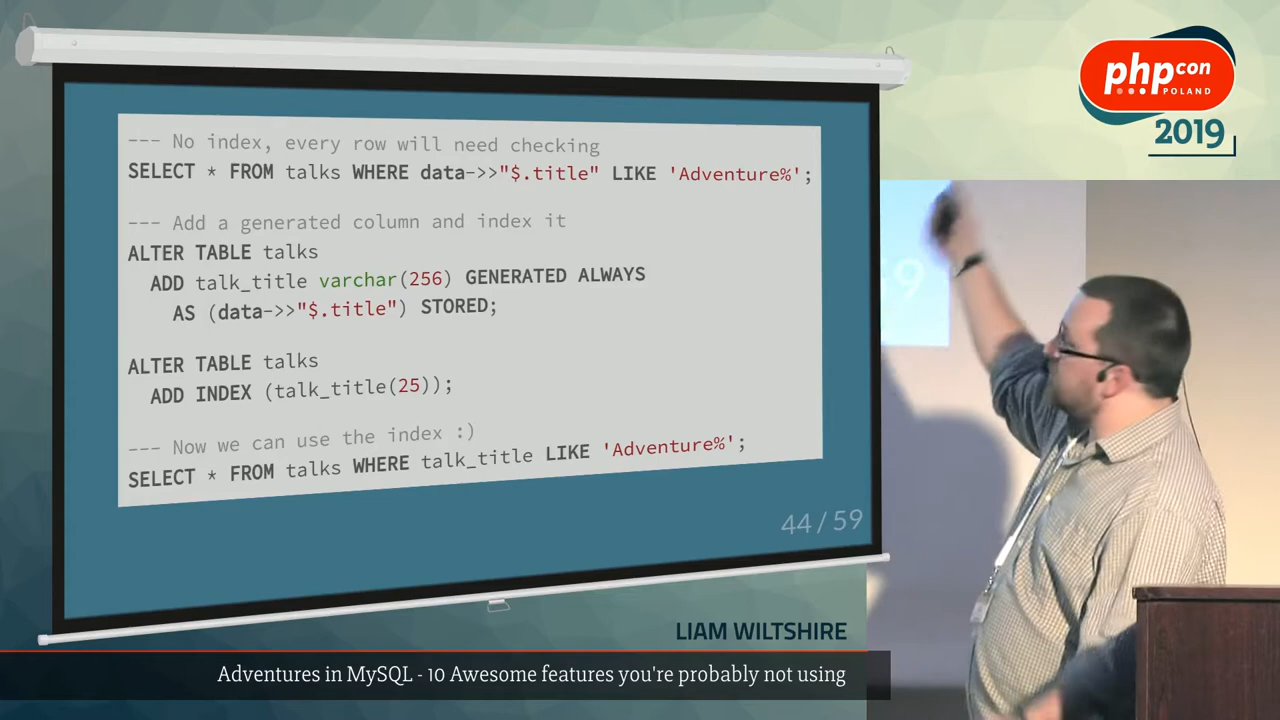 --- No index, every row will need checking
SELECT * FROM talks WHERE data->>"$.title" LIKE 'Adventure%';
--- Add a generated column and index it
ALTER TABLE talks
ADD talk_title varchar(256) GENERATED ALWAYS
AS (data->>"$.title") STORED;
ALTER TABLE talks
ADD INDEX (talk_title(25));
--- Now we can use the index :)
SELECT * FROM talks WHERE talk_title LIKE 'Adventure%';
44 / 59
phpcon
POLAND
2019
LIAM WILTSHIRE
Adventures in MySQL - 10 Awesome features you're probably not using